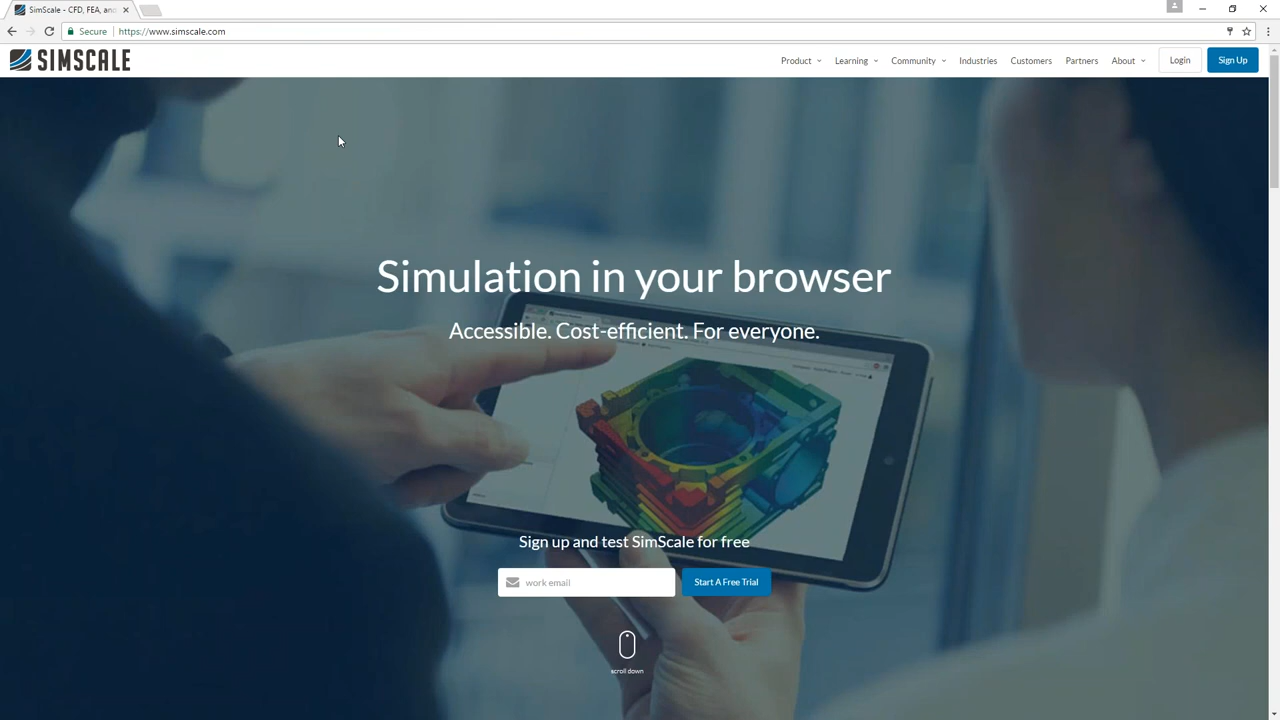 SimScale - CFD, FEA, and
Secure https://www.simscale.com
SIMSCALE
Product Learning Community Industries Customers Partners About Login Sign Up
Simulation in your browser
Accessible. Cost-efficient. For everyone.
Sign up and test SimScale for free
work email Start A Free Trial
scroll down